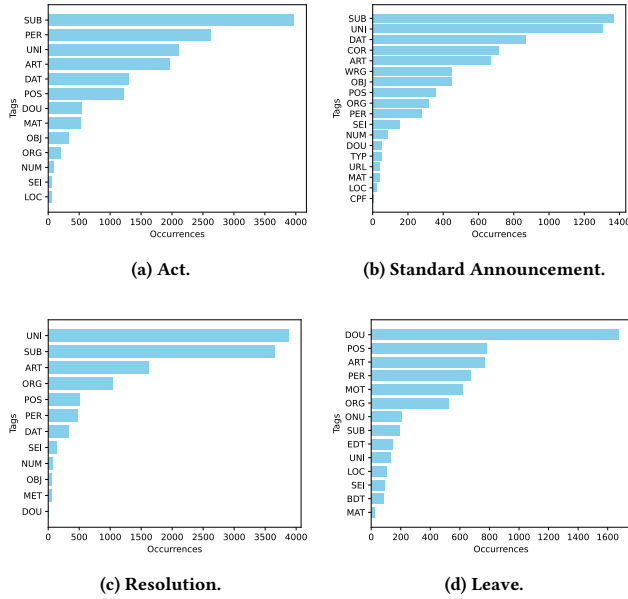 SUB
PER
UNI
ART
DAT
POS
DOU
MAT
OBJ
ORG
NUM
SEI
LOC
Tags
0 500 1000 1500 2000 2500 3000 3500 4000
Occurrences
(a) Act.
SUB
UNI
DAT
COR
ART
WRG
OBJ
POS
ORG
PER
SEI
NUM
DOU
TYP
URL
MAT
LOC
CPF
Tags
0 200 400 600 800 1000 1200 1400
Occurrences
(b) Standard Announcement.
UNI
SUB
ART
ORG
POS
PER
DAT
SEI
NUM
OBJ
MET
DOU
Tags
0 500 1000 1500 2000 2500 3000 3500 4000
Occurrences
(c) Resolution.
DOU
POS
ART
PER
MOT
ORG
ONU
SUB
EDT
UNI
LOC
SEI
BDT
MAT
Tags
0 200 400 600 800 1000 1200 1400 1600
Occurrences
(d) Leave.